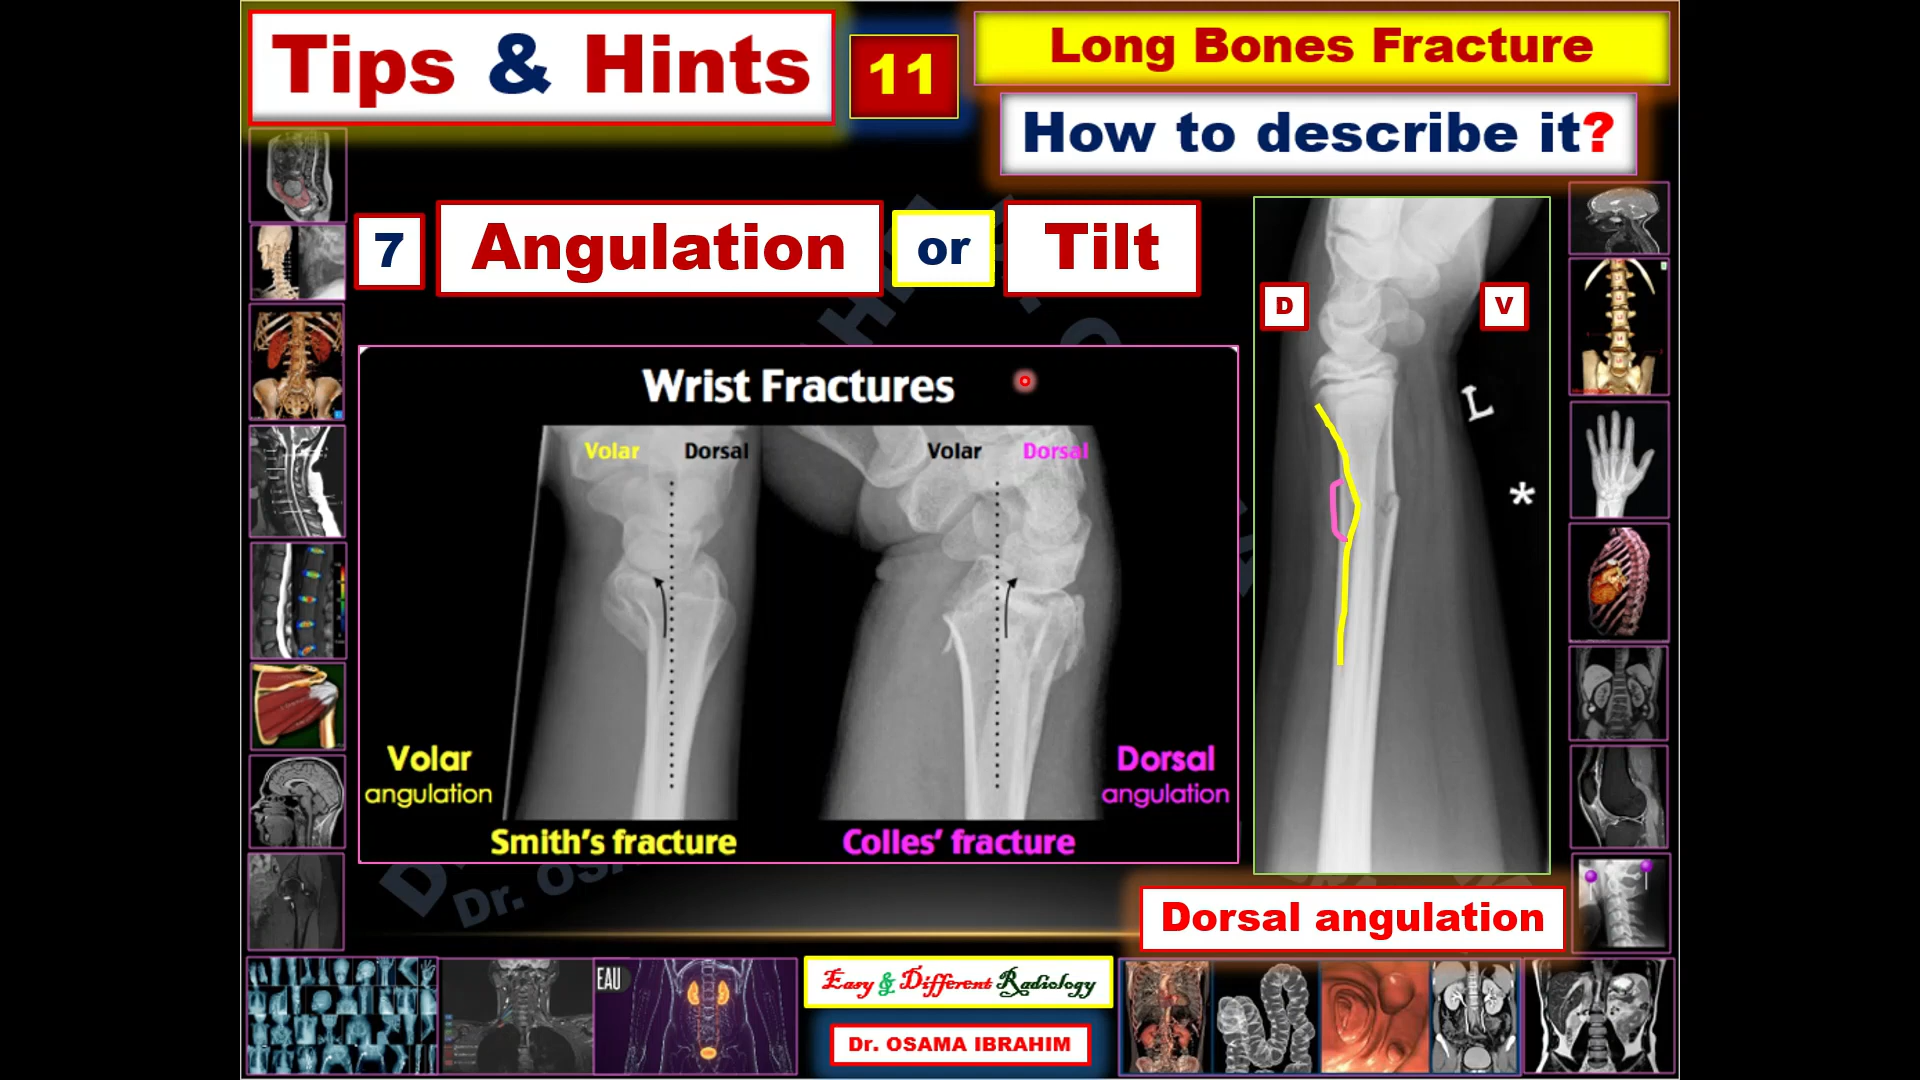 Tips & Hints
11
Long Bones Fracture
How to describe it?
7
Angulation
or
Tilt
D
V
L
*
Wrist Fractures
Volar Dorsal
Volar Dorsal
Volar
angulation
Dorsal
angulation
Smith's fracture
Colles' fracture
Dorsal angulation
EAU
Easy & Different Radiology
Dr. OSAMA IBRAHIM